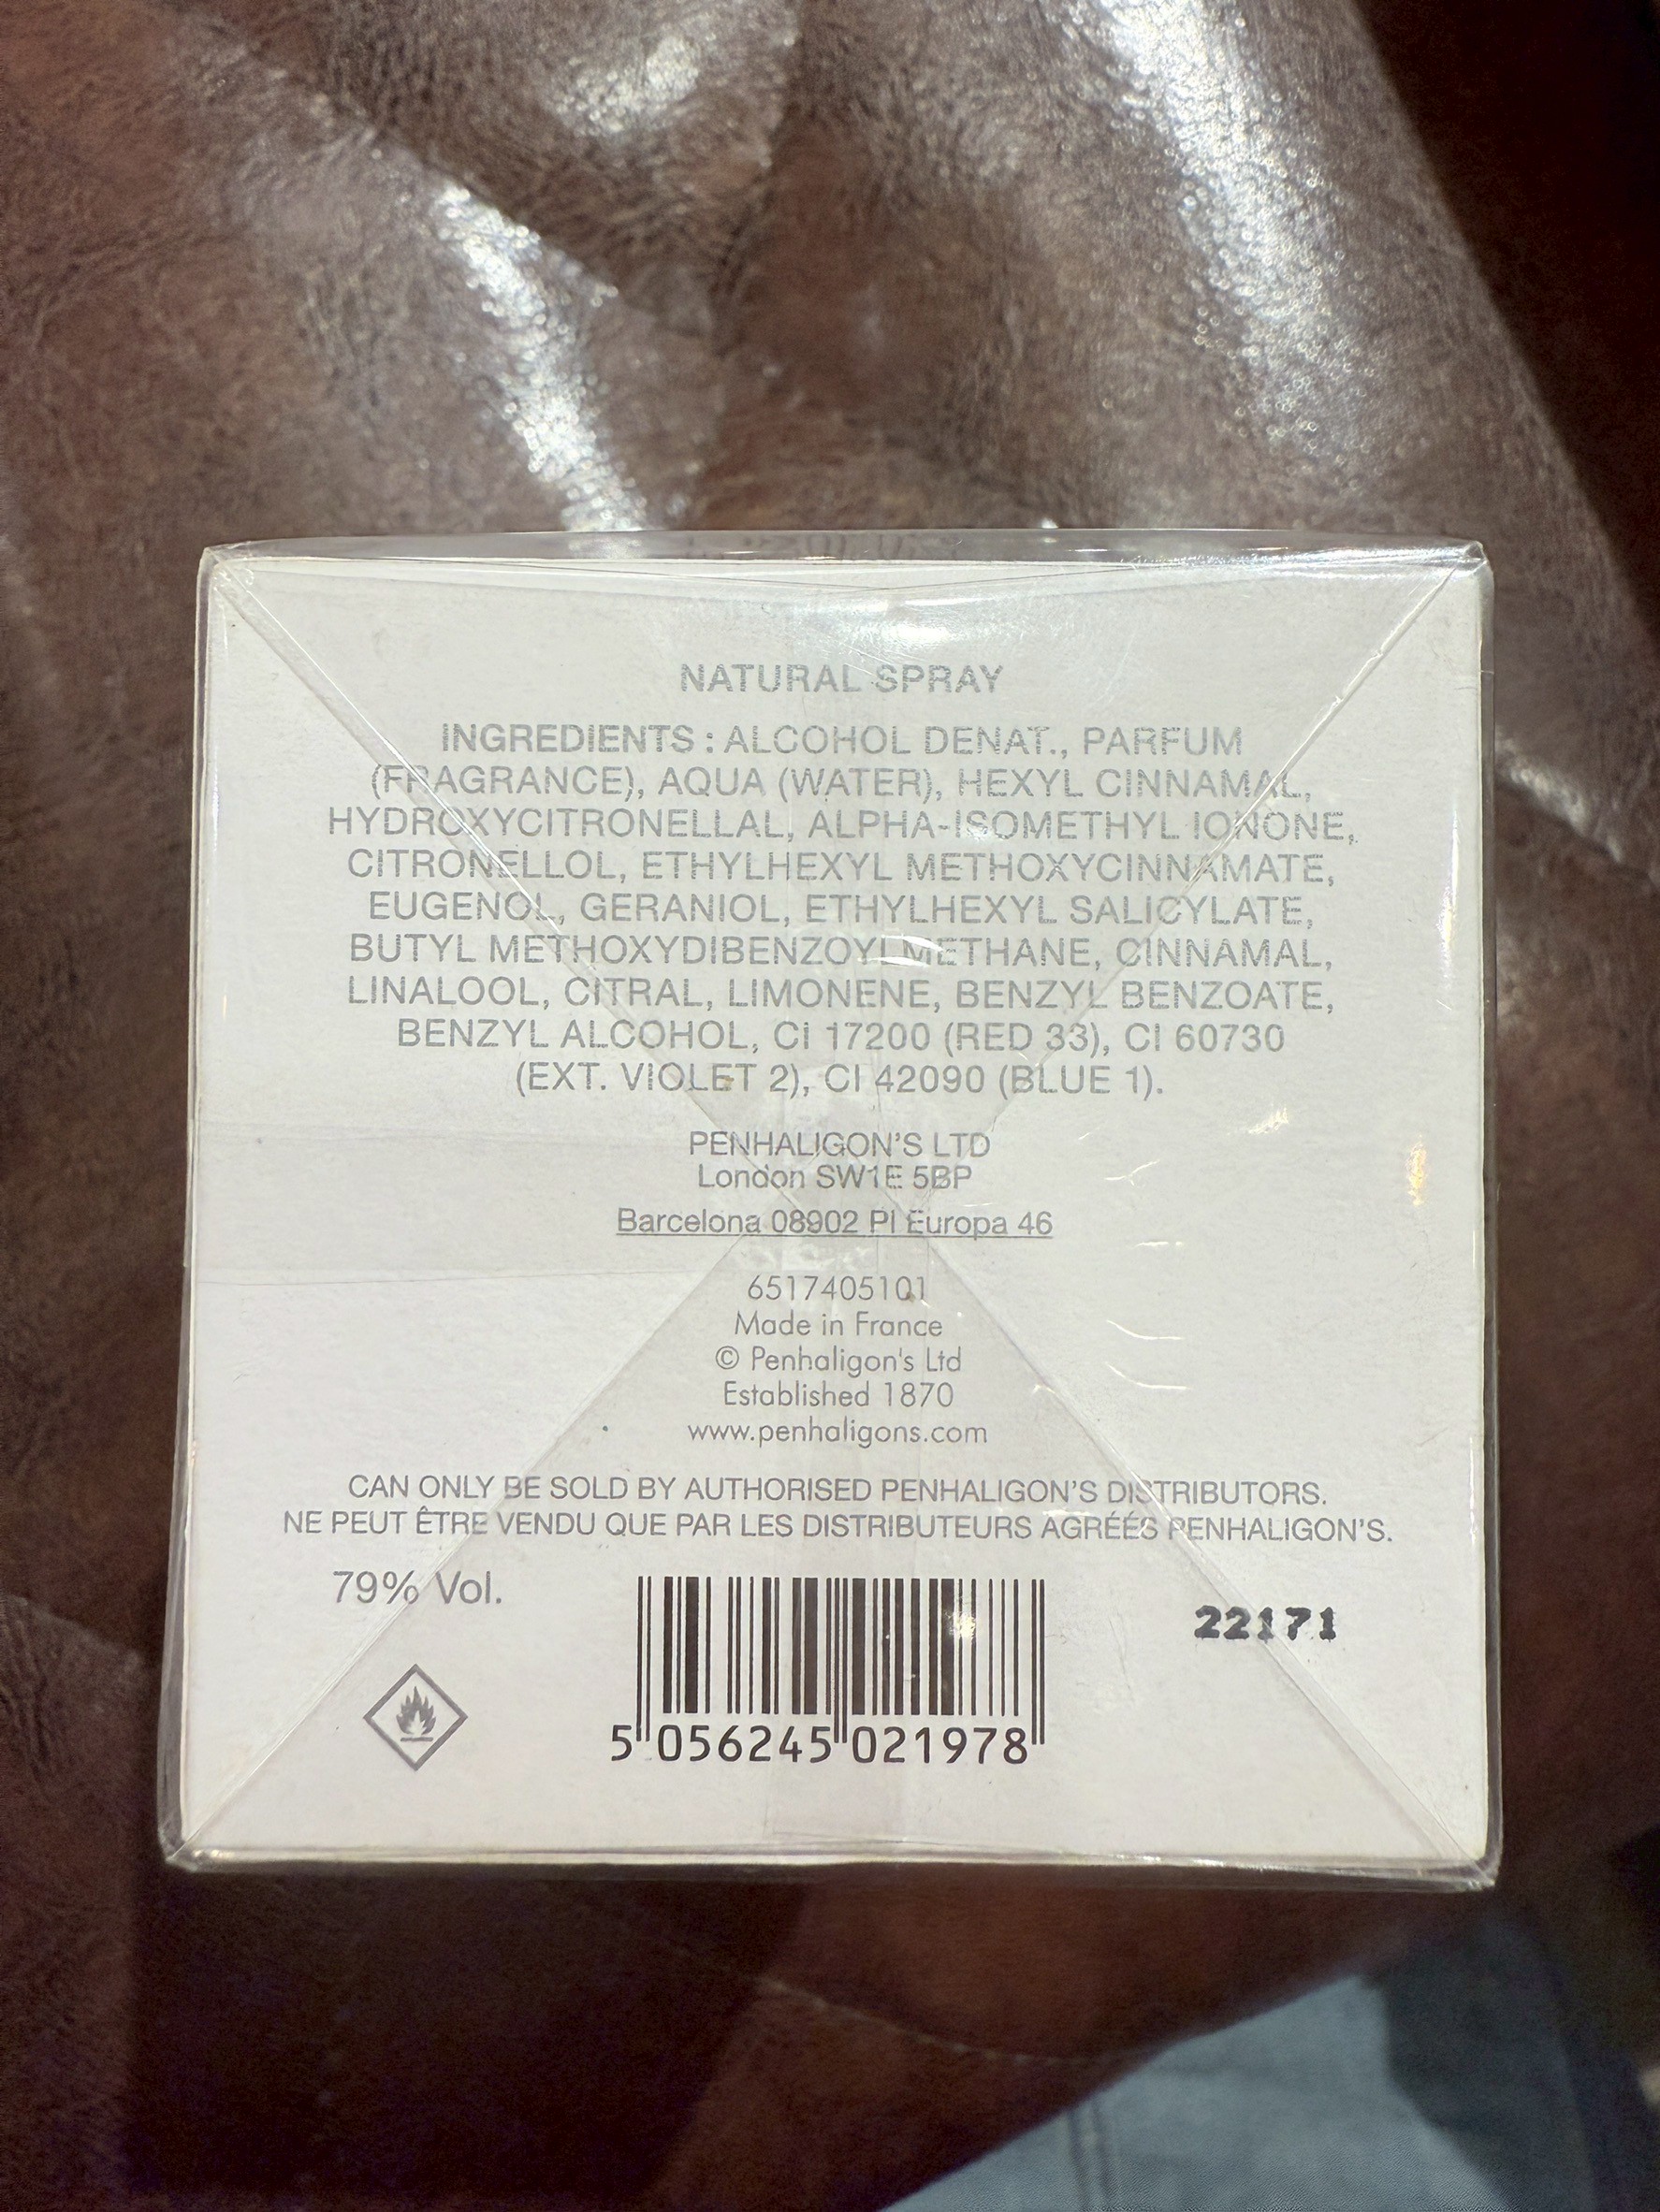 NATURAL SPRAY
INGREDIENTS : ALCOHOL DENAT., PARFUM
(FRAGRANCE), AQUA (WATER), HEXYL CINNAMAL,
HYDROXYCITRONELLAL, ALPHA-ISOMETHYL IONONE,
CITRONELLOL, ETHYLHEXYL METHOXYCINNAMATE,
EUGENOL, GERANIOL, ETHYLHEXYL SALICYLATE,
BUTYL METHOXYDIBENZOYLMETHANE, CINNAMAL,
LINALOOL, CITRAL, LIMONENE, BENZYL BENZOATE,
BENZYL ALCOHOL, CI 17200 (RED 33), CI 60730
(EXT. VIOLET 2), CI 42090 (BLUE 1).
PENHALIGON'S LTD
London SW1E 5BP
Barcelona 08902 Pl Europa 46
6517405101
Made in France
© Penhaligon's Ltd
Established 1870
www.penhaligons.com
CAN ONLY BE SOLD BY AUTHORISED PENHALIGON'S DISTRIBUTORS.
NE PEUT ÊTRE VENDU QUE PAR LES DISTRIBUTEURS AGRÉÉS PENHALIGON'S.
79% Vol.
22171
5 056245 021978